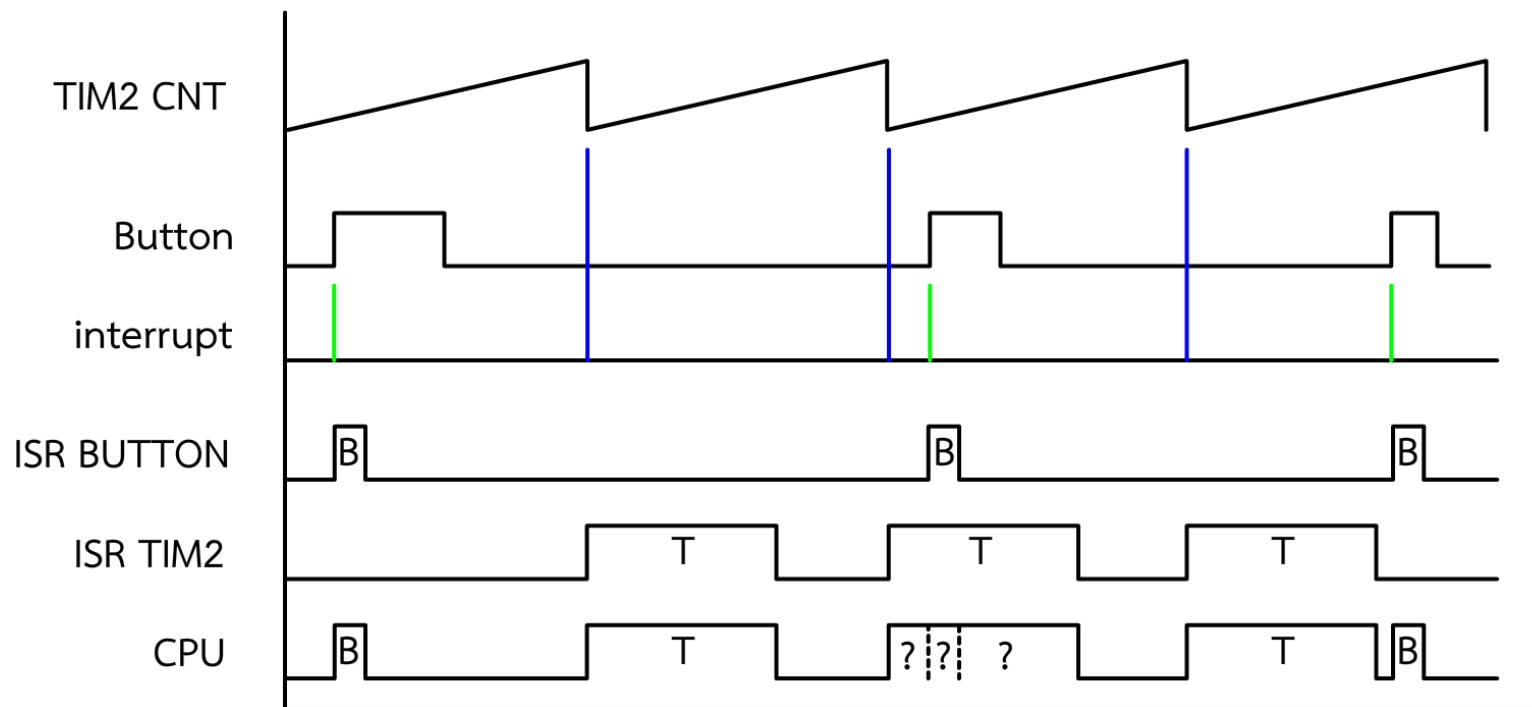 TIM2 CNT
Button
interrupt
ISR BUTTON
B
B
B
ISR TIM2
T
T
T
CPU
B
T
?
?
?
T
B